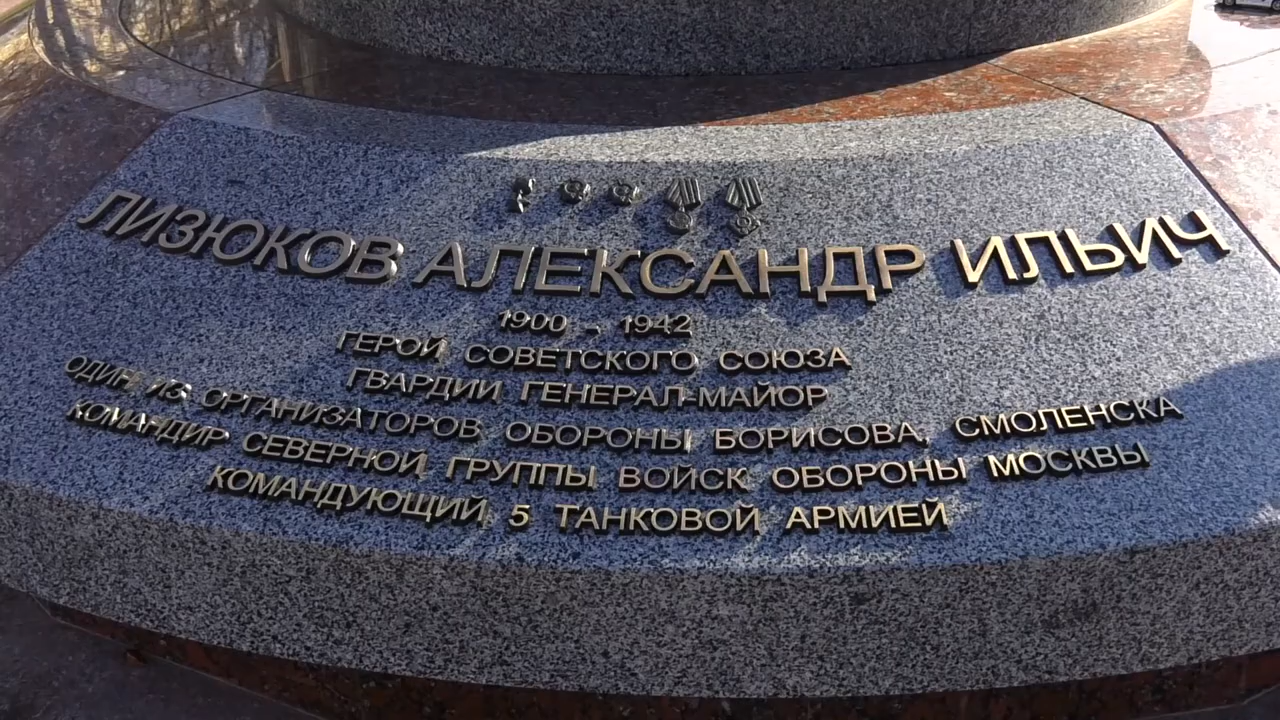 ЛИЗЮКОВ АЛЕКСАНДР ИЛЬИЧ
1900 - 1942
ГЕРОЙ СОВЕТСКОГО СОЮЗА
ГВАРДИИ ГЕНЕРАЛ-МАЙОР
ОДИН ИЗ ОРГАНИЗАТОРОВ ОБОРОНЫ БОРИСОВА, СМОЛЕНСКА
КОМАНДИР СЕВЕРНОЙ ГРУППЫ ВОЙСК ОБОРОНЫ МОСКВЫ
КОМАНДУЮЩИЙ 5 ТАНКОВОЙ АРМИЕЙ